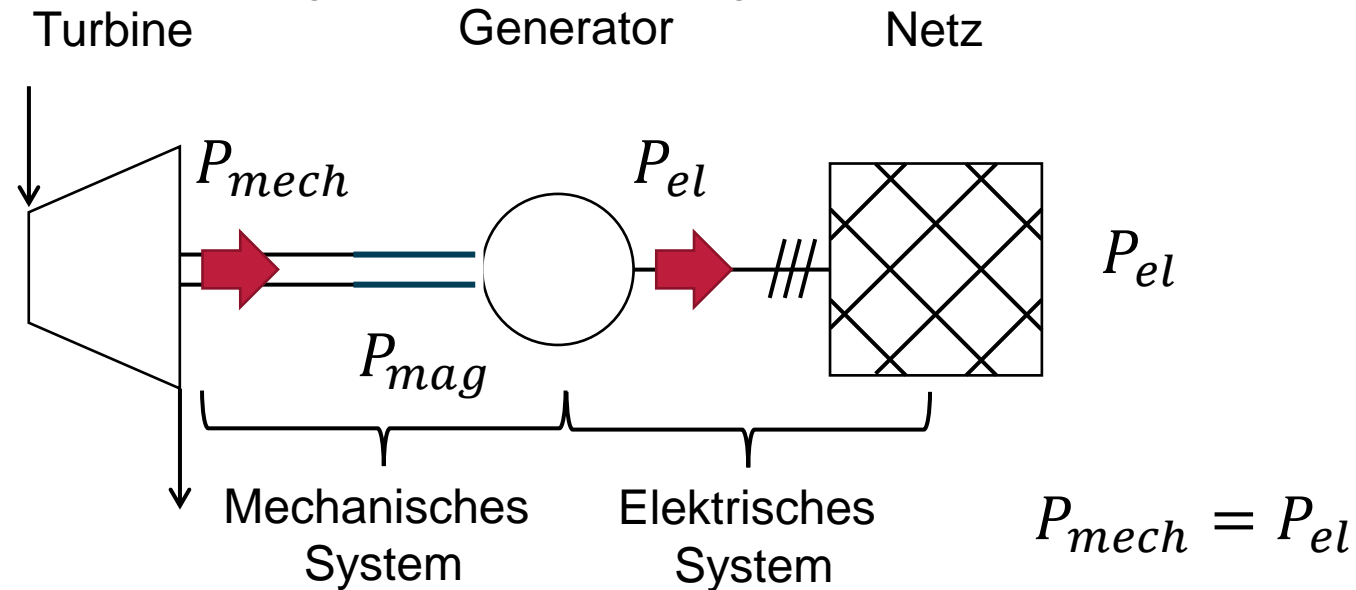 Turbine
Generator
Netz
P_mech
P_el
P_el
P_mag
Mechanisches
System
Elektrisches
System
P_mech = P_el